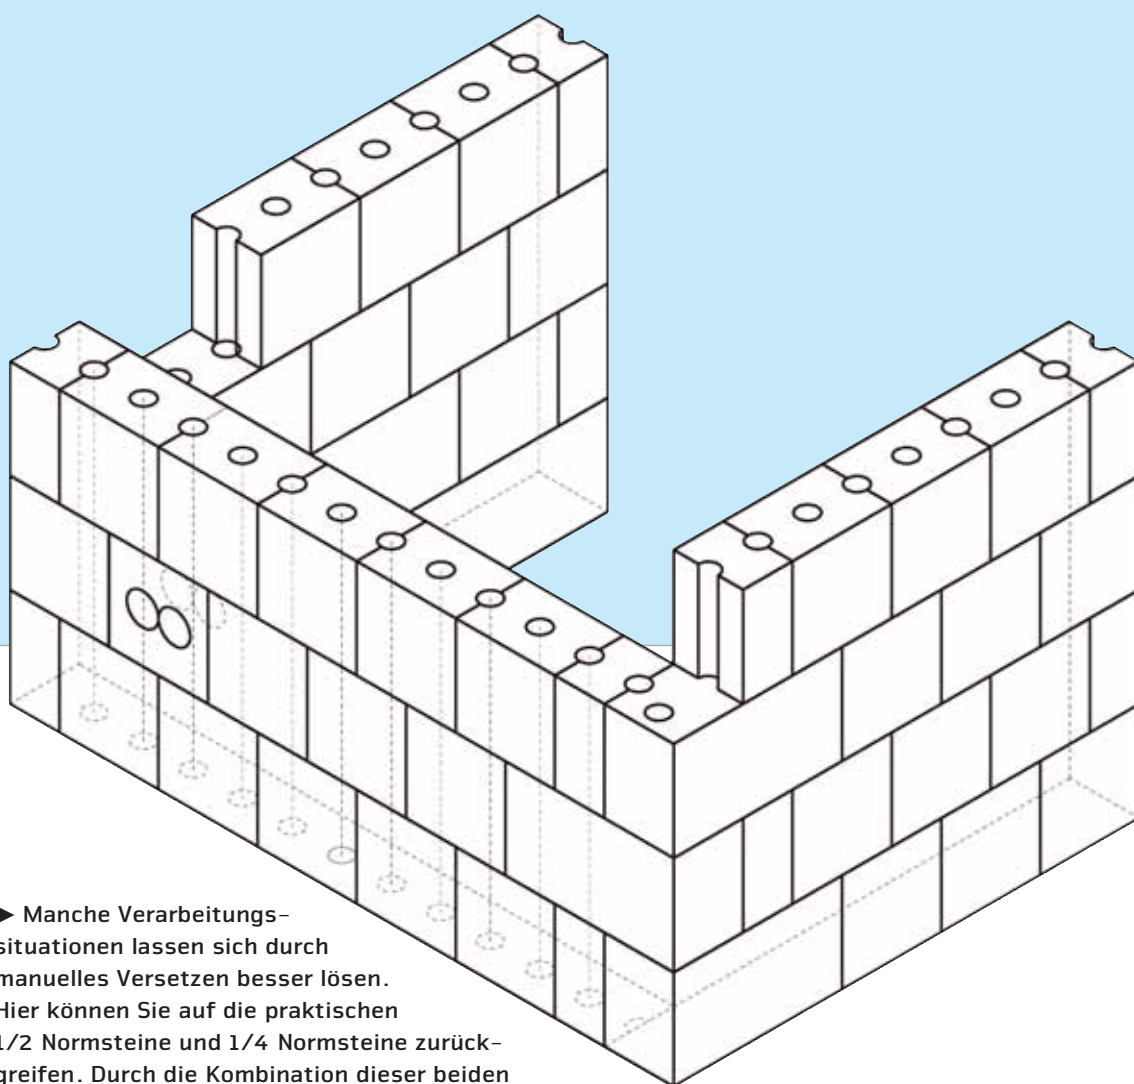 ► Manche Verarbeitungs-
situationen lassen sich durch
manuelles Versetzen besser lösen.
Hier können Sie auf die praktischen
1/2 Normsteine und 1/4 Normsteine zurück-
greifen. Durch die Kombination dieser beiden